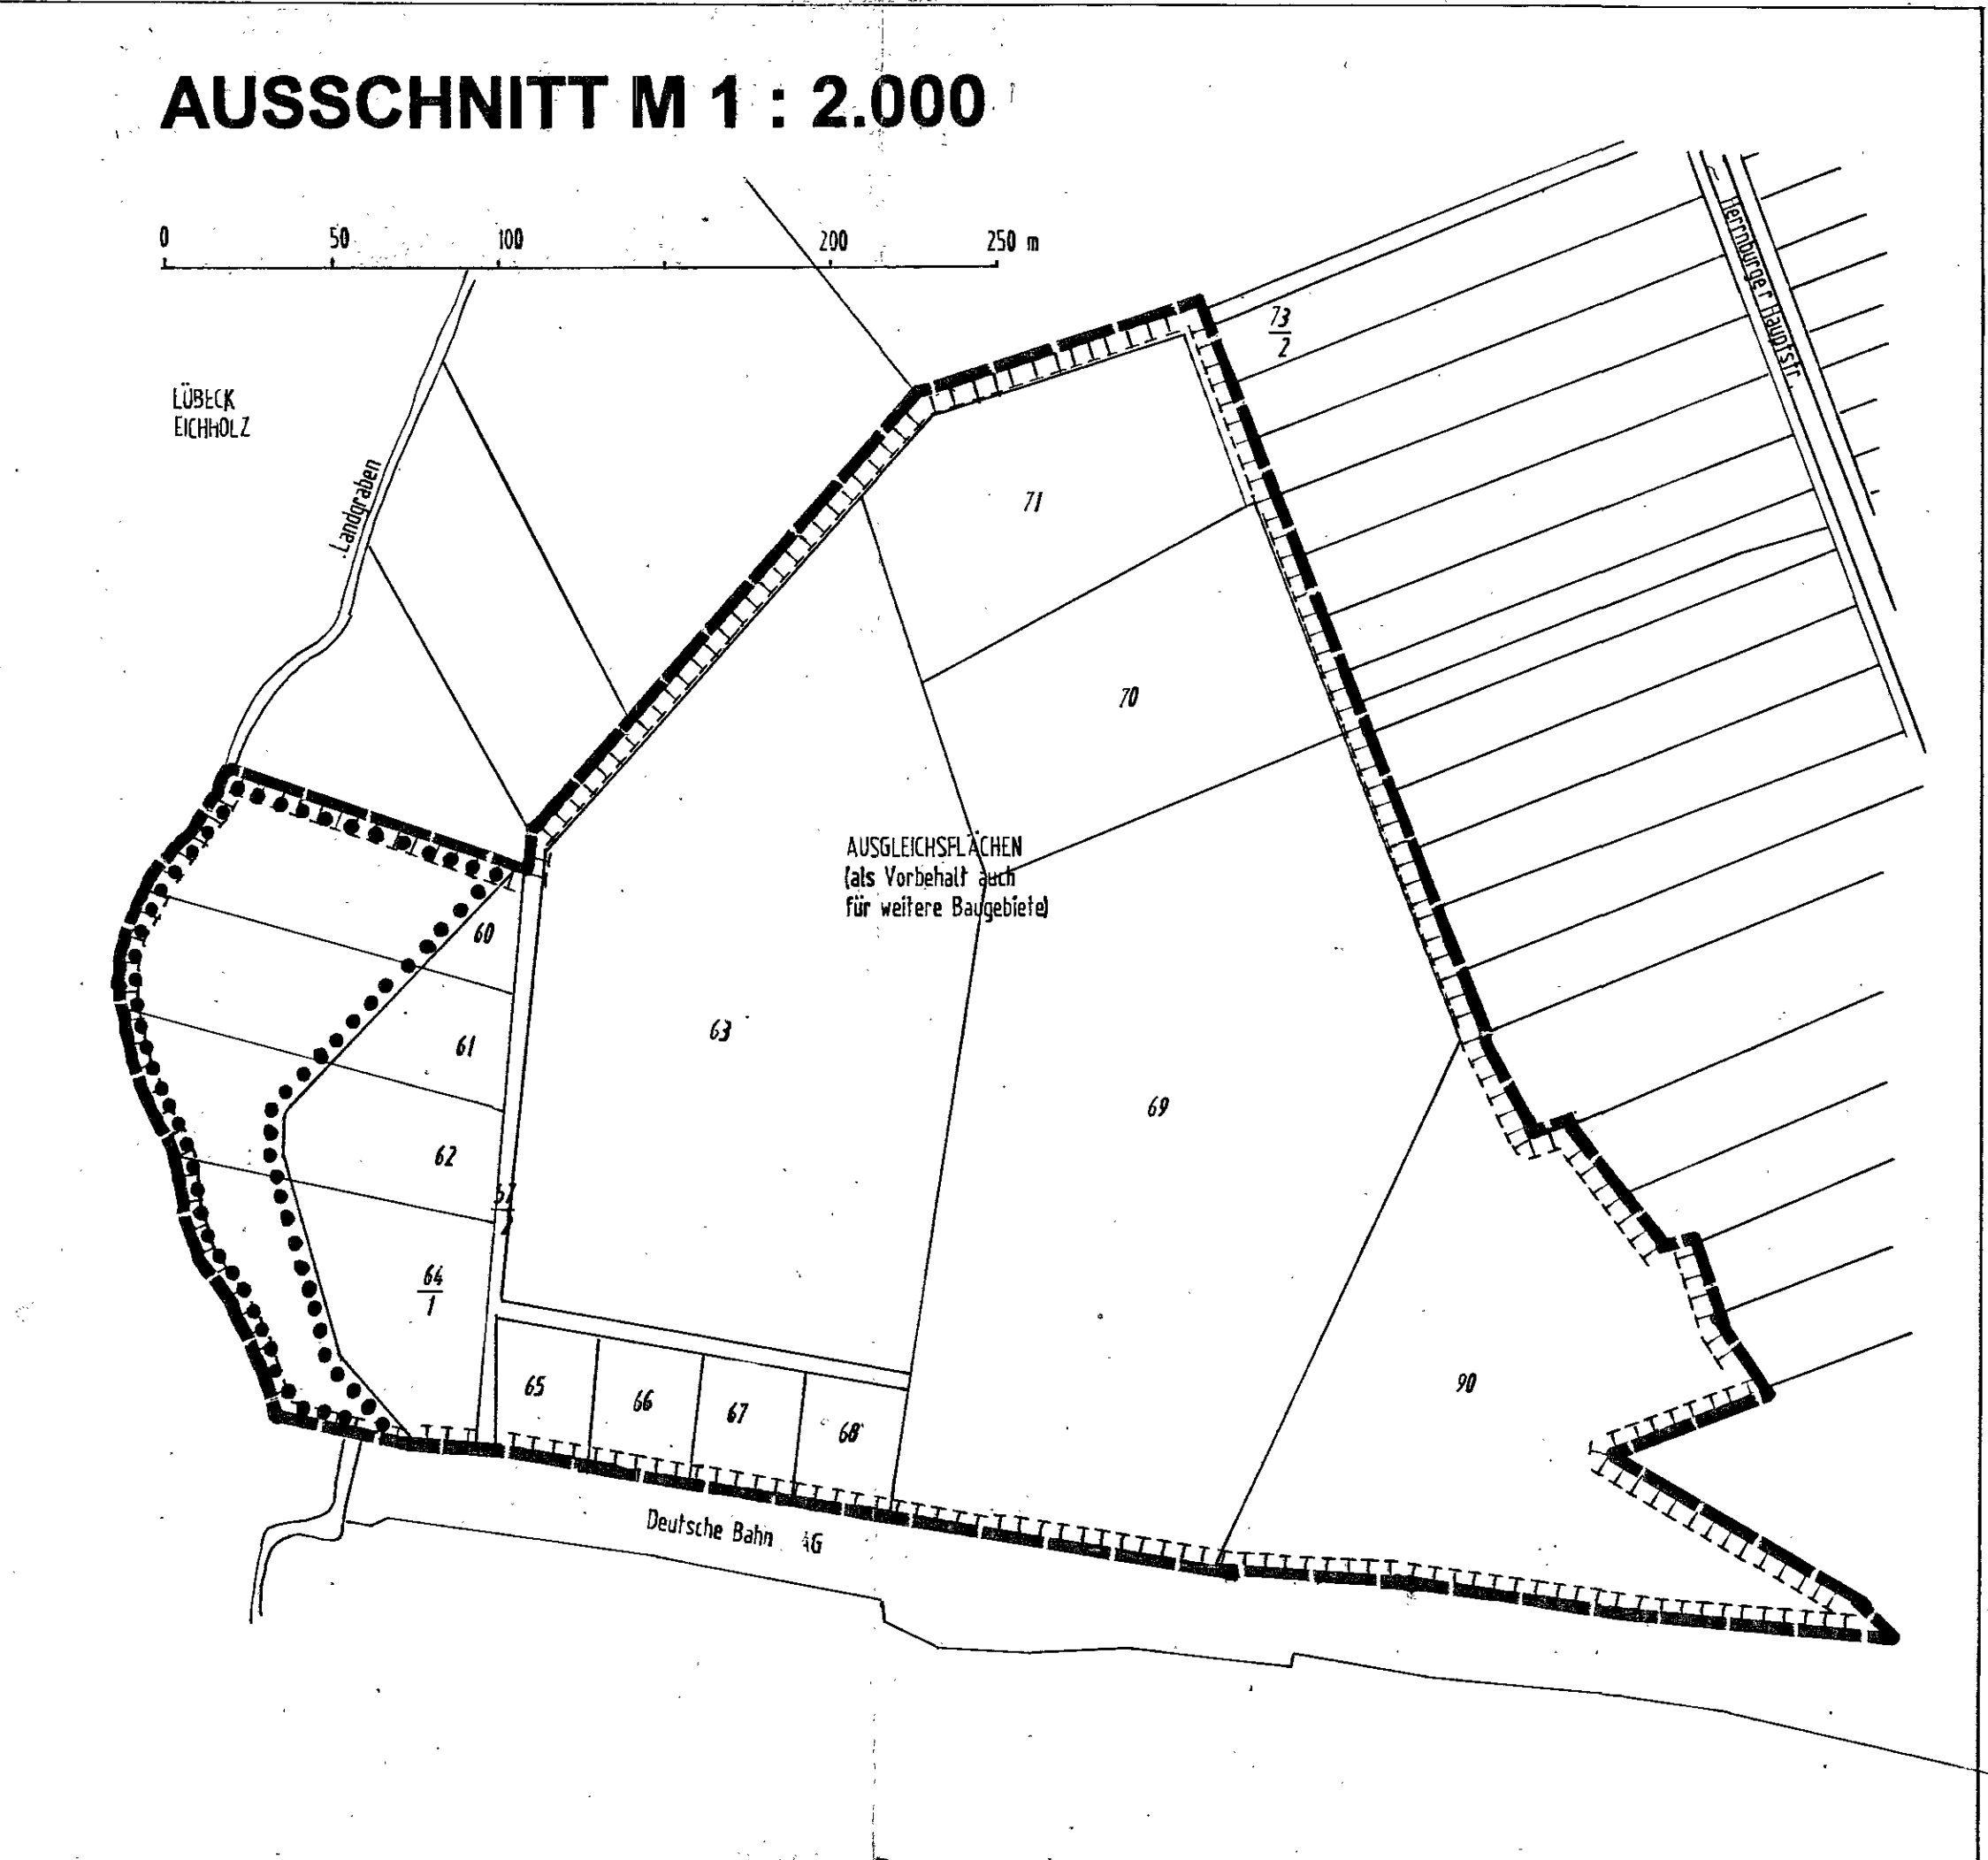 AUSSCHNITT M 1 : 2.000
0 50 100 200 250 m
Herrnburger Hauptstr.
73
2
LÜBECK
EICHHOLZ
Landgraben
71
70
AUSGLEICHSFLÄCHEN
(als Vorbehalt auch
für weitere Baugebiete)
60
63
61
69
62
2
64
1
65
66
67
68
90
Deutsche Bahn AG